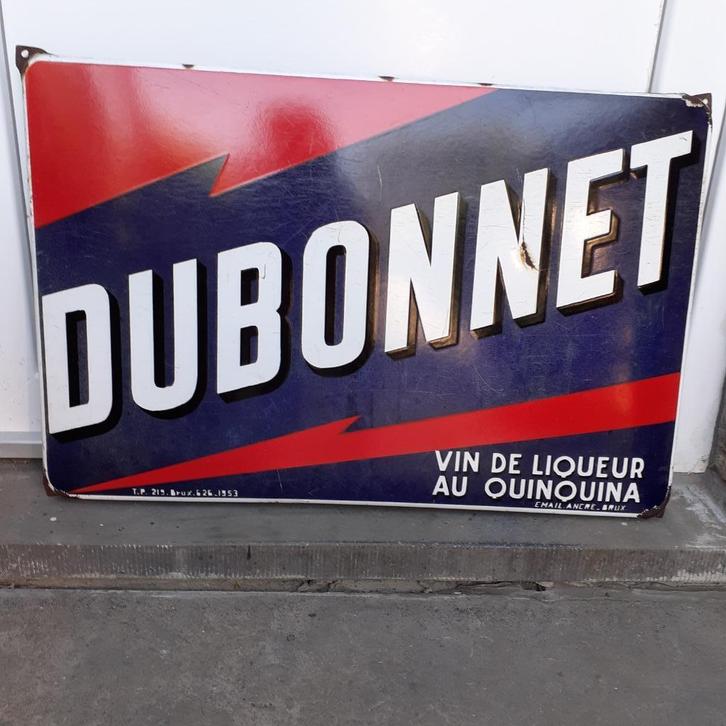 DUBONNET
VIN DE LIQUEUR
AU QUINQUINA
T.P. 219. Brux. 626. 1953
EMAIL. ANCRE. BRUX.